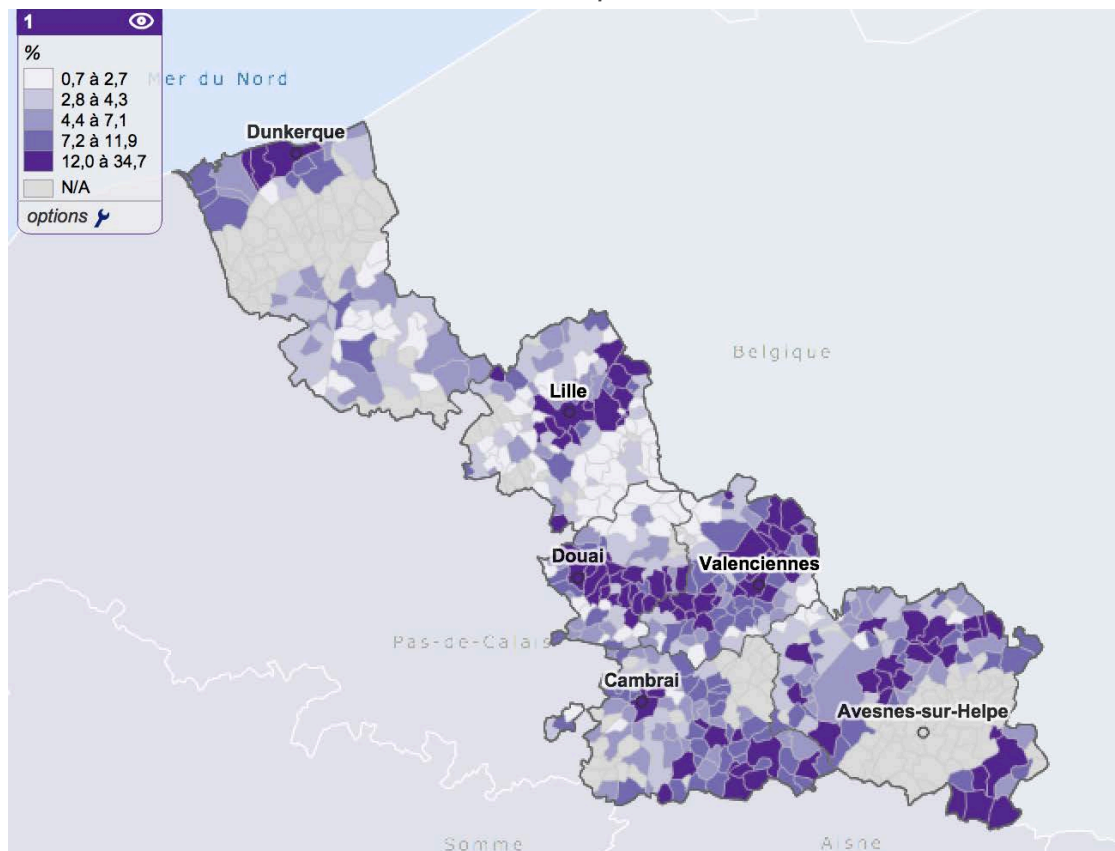 1
%
0,7 à 2,7
2,8 à 4,3
4,4 à 7,1
7,2 à 11,9
12,0 à 34,7
N/A
options
Mer du Nord
Dunkerque
Belgique
Lille
Douai
Valenciennes
Pas-de-Calais
Cambrai
Avesnes-sur-Helpe
Somme
Aisne